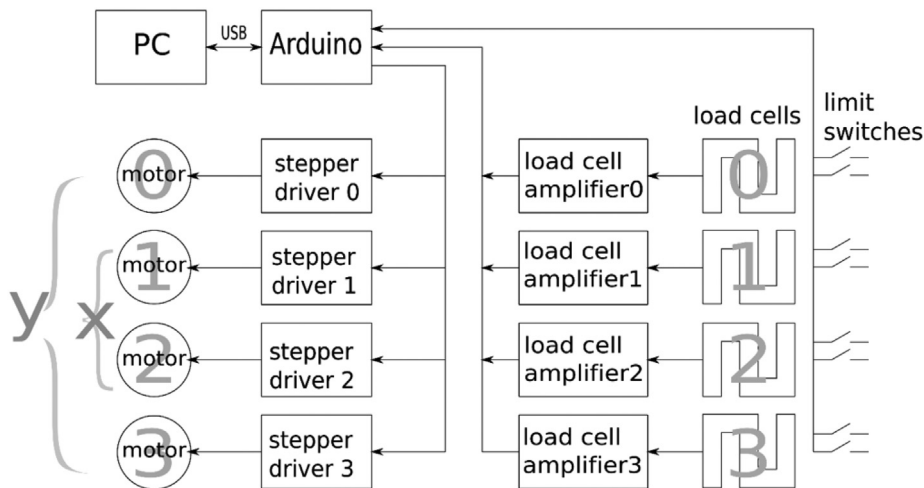 PC
USB
Arduino
load cells
limit
switches
0
motor
stepper
driver 0
load cell
amplifier0
0
1
motor
stepper
driver 1
load cell
amplifier1
1
y
x
2
motor
stepper
driver 2
load cell
amplifier2
2
3
motor
stepper
driver 3
load cell
amplifier3
3